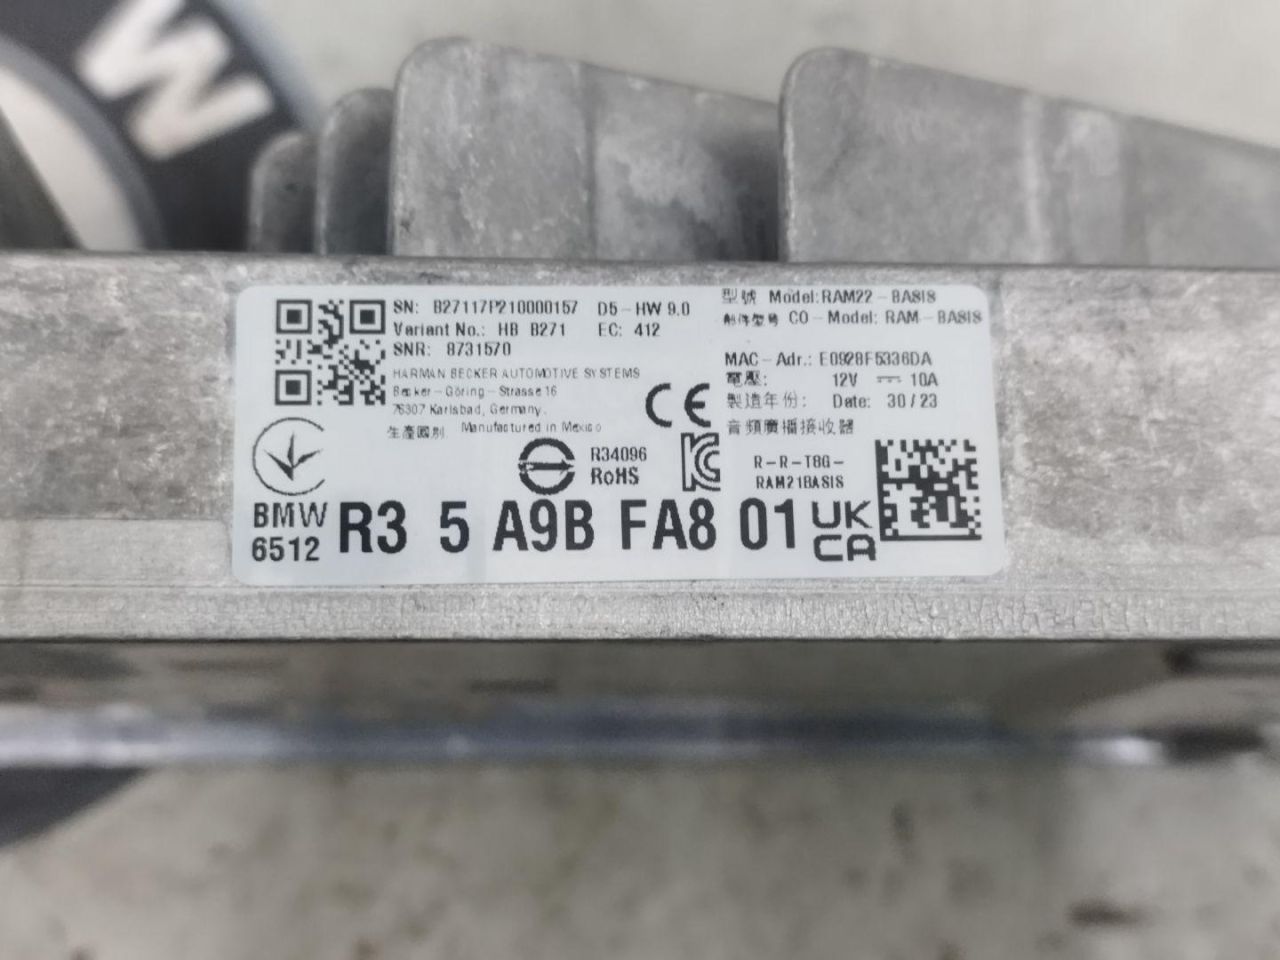 W
SN: B27117P210000157 D5-HW 9.0
Variant No.: HB B271 EC: 412
SNR: 8731570
HARMAN BECKER AUTOMOTIVE SYSTEMS
Becker-Göring-Strasse 16
76307 Karlsbad, Germany.
生產國別 Manufactured in Mexico
型號 Model: RAM22-BASIS
CO-Model: RAM-BASIS
MAC-Adr.: E0928F5336DA
電壓: 12V 10A
製造年份: Date: 30/23
音頻廣播接收器
CE
R34096
RoHS
R-R-T8G-
RAM21BASIS
BMW
6512
R3 5 A9B FA8 01
UK
CA